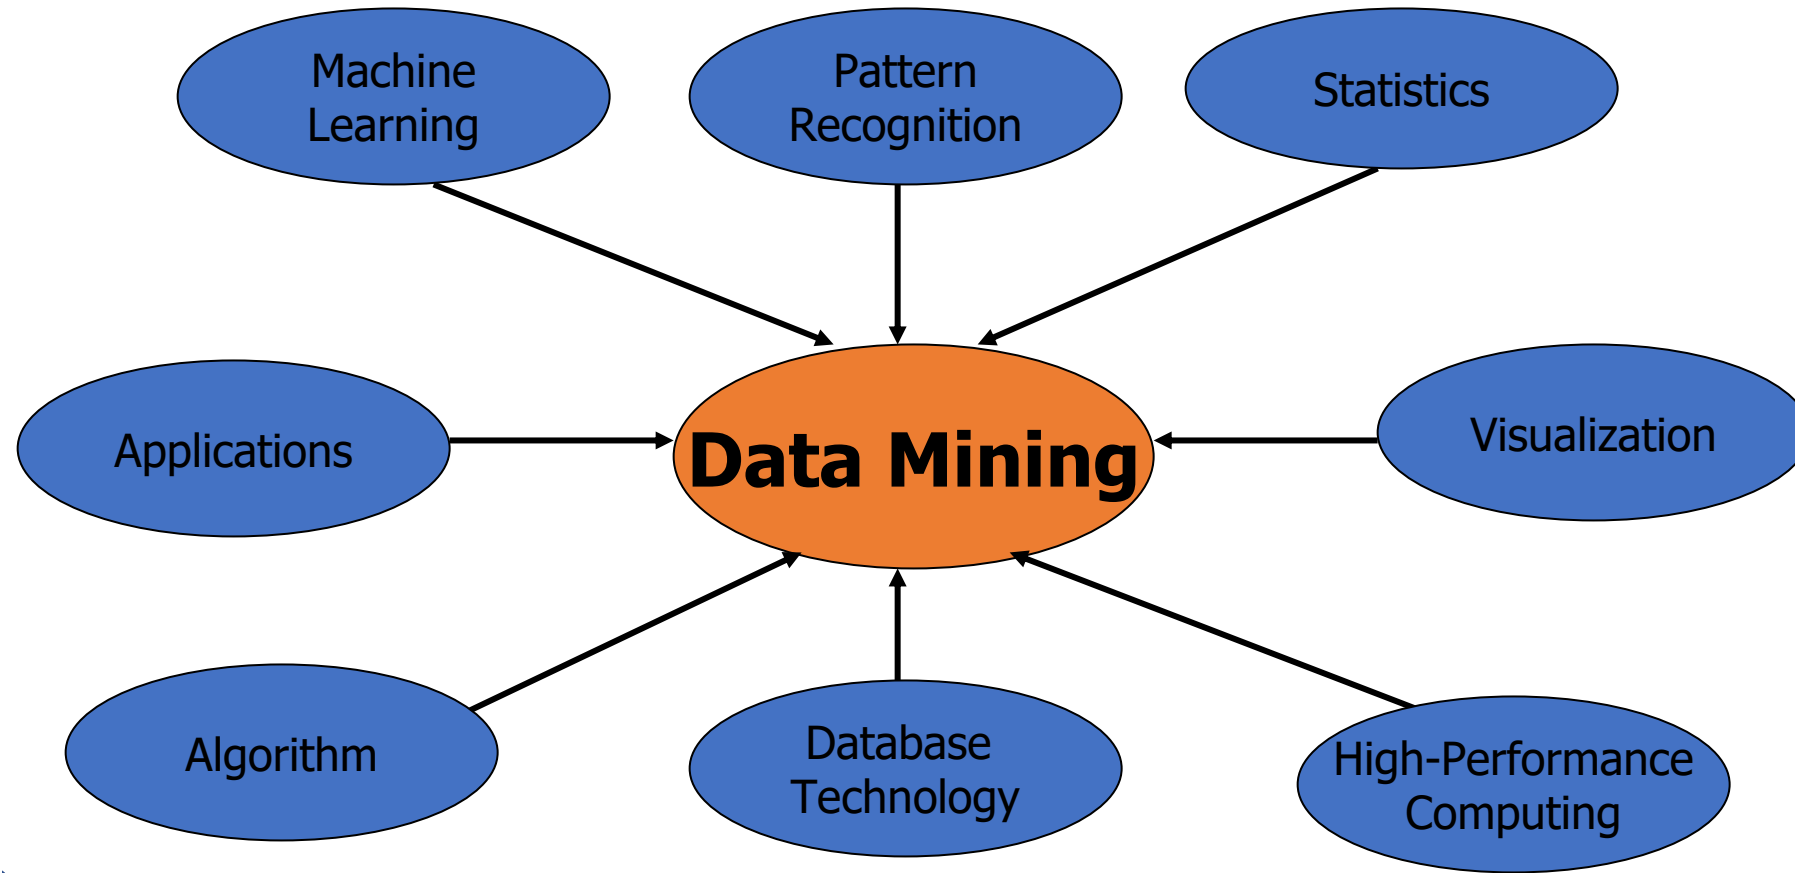 Machine
Learning
Pattern
Recognition
Statistics
Applications
Data Mining
Visualization
Algorithm
Database
Technology
High-Performance
Computing